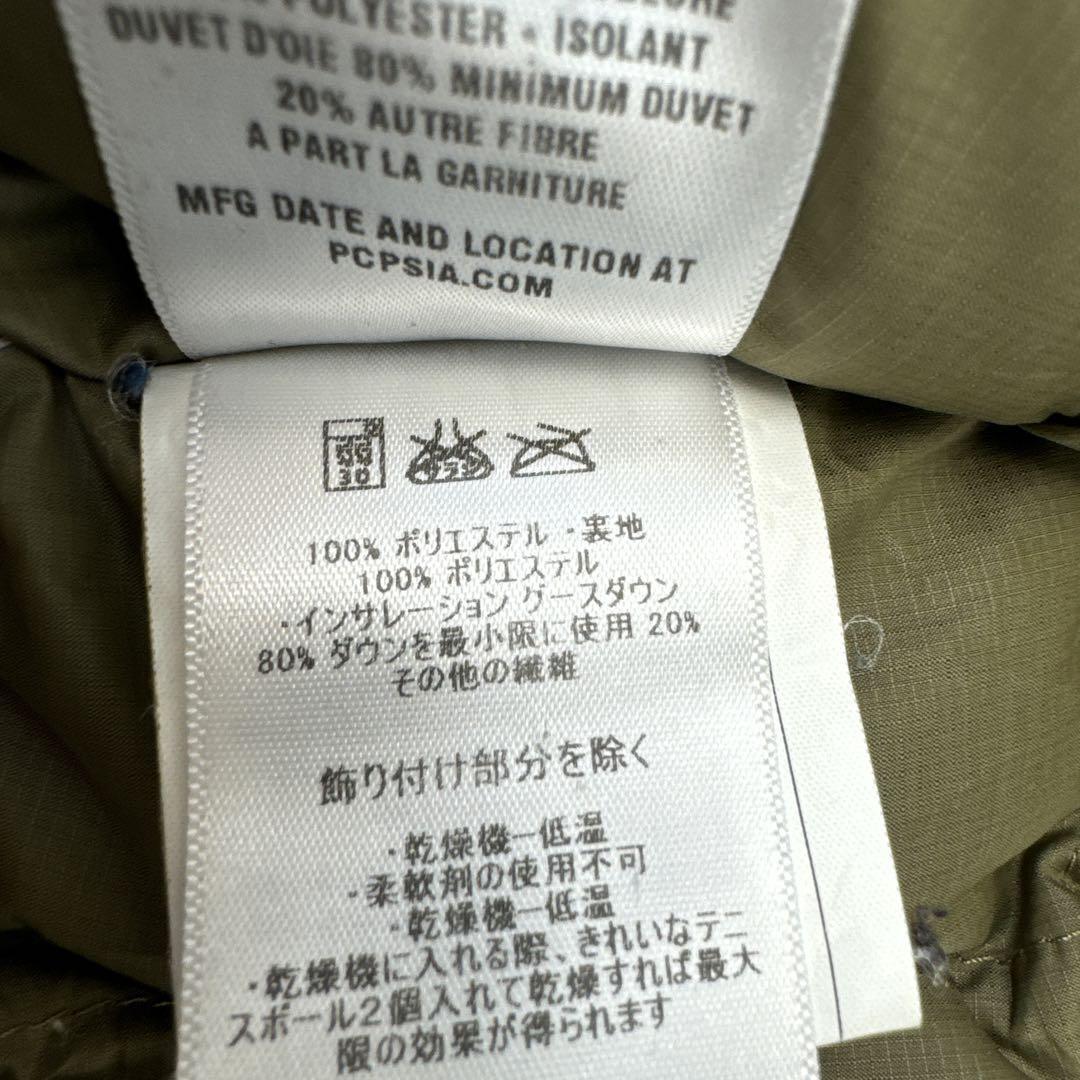 POLYESTER • ISOLANT
DUVET D'OIE 80% MINIMUM DUVET
20% AUTRE FIBRE
A PART LA GARNITURE
MFG DATE AND LOCATION AT
PCPSIA.COM
30
100% ポリエステル ・裏地
100% ポリエステル
・インサレーション グースダウン
80% ダウンを最小限に使用 20%
その他の繊維
飾り付け部分を除く
・乾燥機ー低温
・柔軟剤の使用不可
・乾燥機ー低温
・乾燥機に入れる際、きれいなテニ
スボール2個入れて乾燥すれば最大
限の効果が得られます